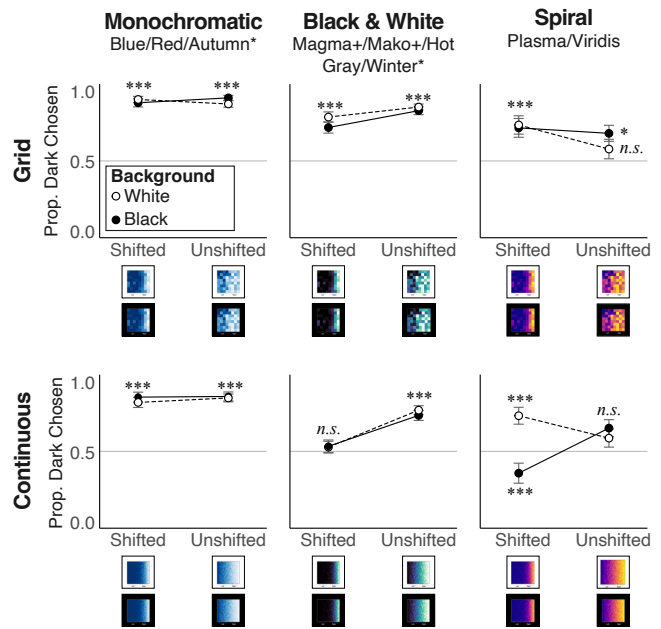 Monochromatic
Blue/Red/Autumn*
Black & White
Magma+/Mako+/Hot
Gray/Winter*
Spiral
Plasma/Viridis
Grid
Prop. Dark Chosen
1.0
0.5
0.0
*** ***
Background
White
Black
*** ***
***
*
n.s.
Shifted Unshifted
Shifted Unshifted
Shifted Unshifted
Continuous
Prop. Dark Chosen
1.0
0.5
0.0
*** ***
n.s.
***
***
***
n.s.
Shifted Unshifted
Shifted Unshifted
Shifted Unshifted